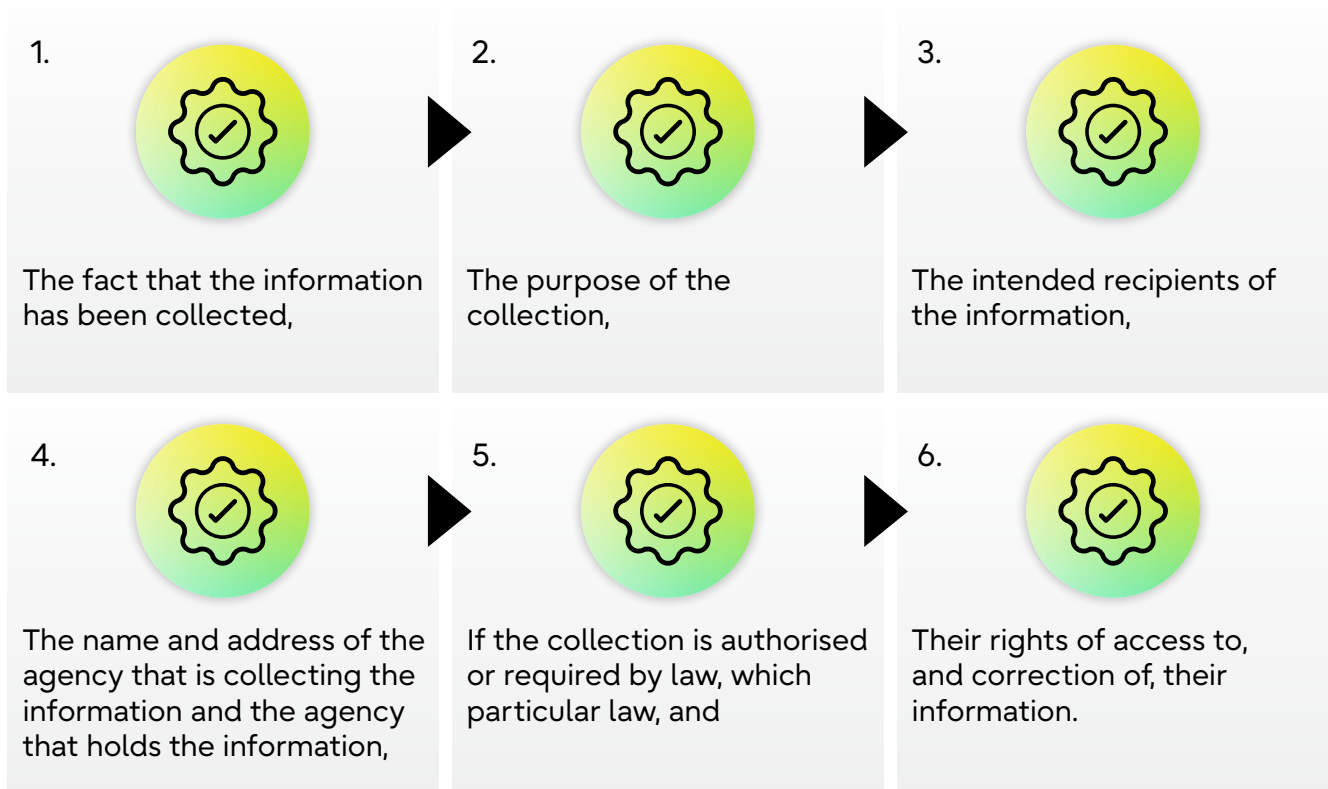 1.
The fact that the information
has been collected,
2.
The purpose of the
collection,
3.
The intended recipients of
the information,
4.
The name and address of the
agency that is collecting the
information and the agency
that holds the information,
5.
If the collection is authorised
or required by law, which
particular law, and
6.
Their rights of access to,
and correction of, their
information.